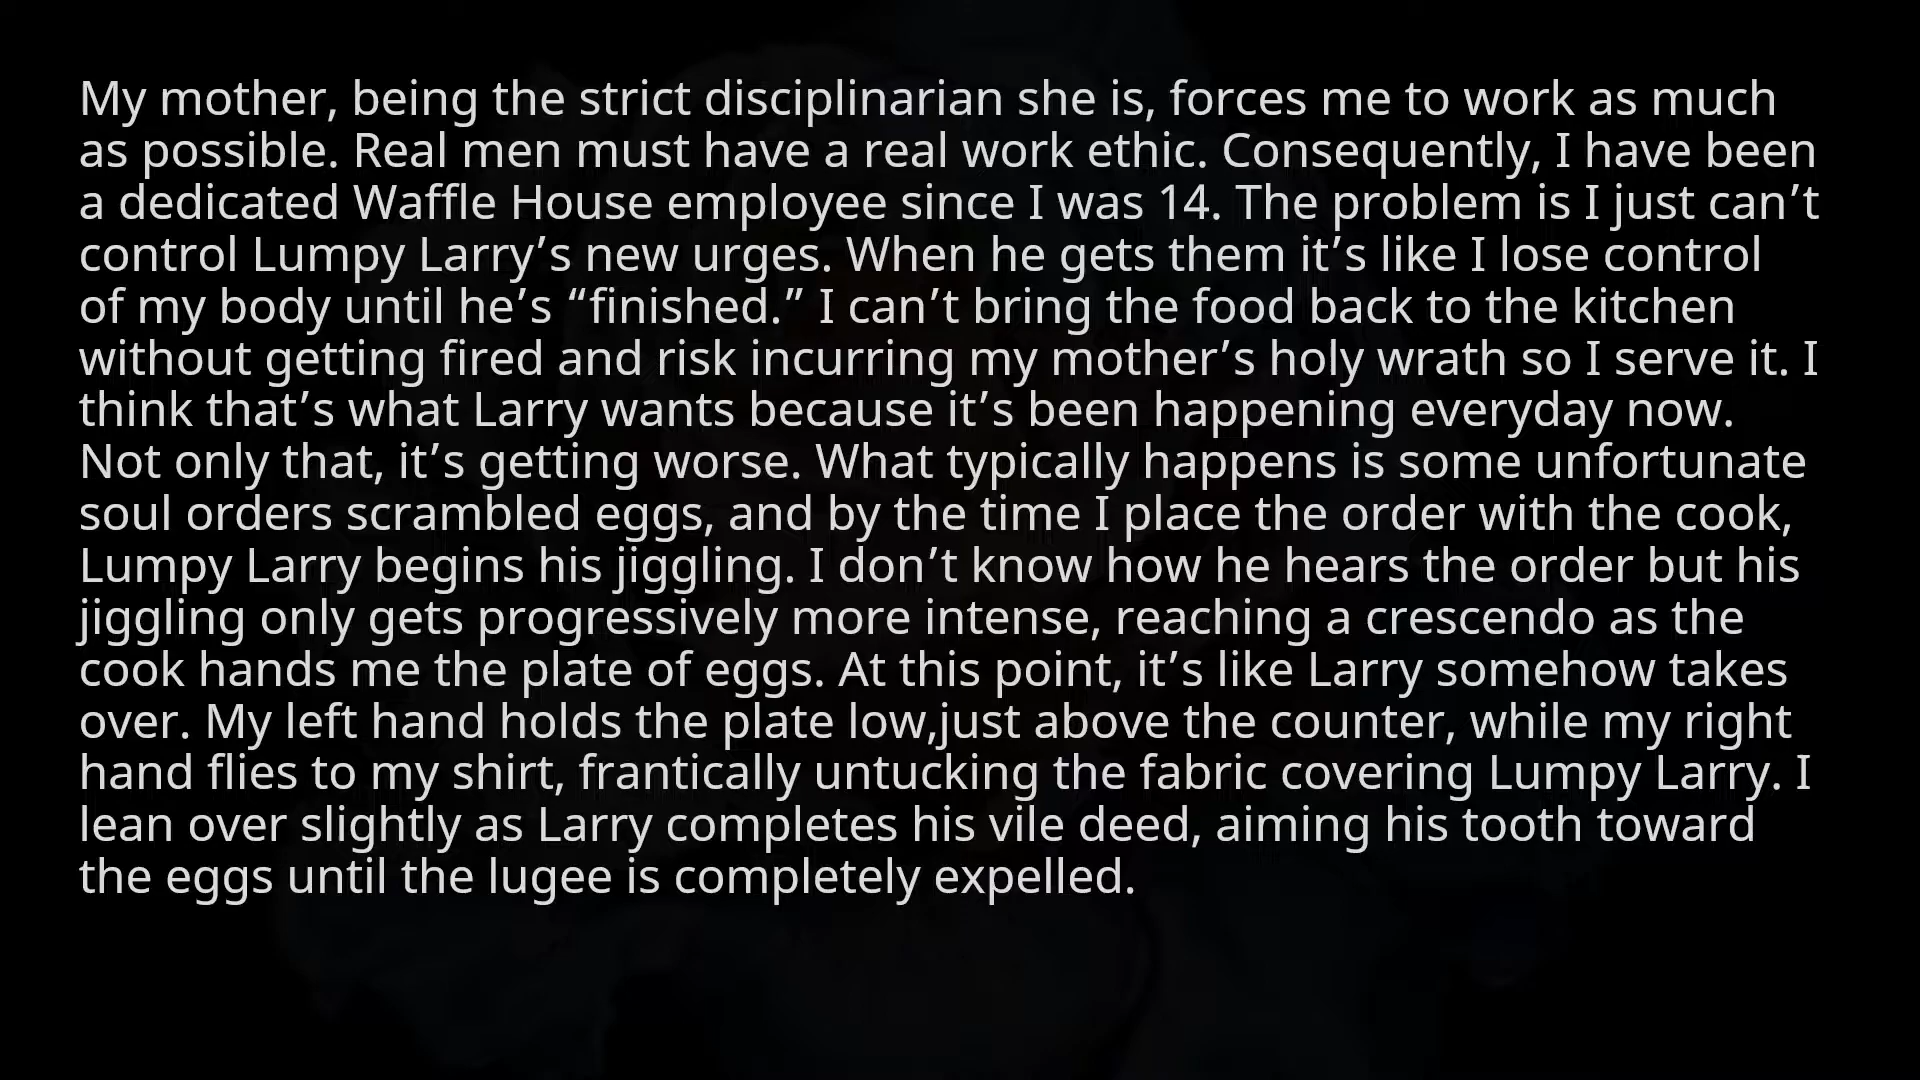 My mother, being the strict disciplinarian she is, forces me to work as much
as possible. Real men must have a real work ethic. Consequently, I have been
a dedicated Waffle House employee since I was 14. The problem is I just can’t
control Lumpy Larry’s new urges. When he gets them it’s like I lose control
of my body until he’s “finished.” I can’t bring the food back to the kitchen
without getting fired and risk incurring my mother’s holy wrath so I serve it. I
think that’s what Larry wants because it’s been happening everyday now.
Not only that, it’s getting worse. What typically happens is some unfortunate
soul orders scrambled eggs, and by the time I place the order with the cook,
Lumpy Larry begins his jiggling. I don’t know how he hears the order but his
jiggling only gets progressively more intense, reaching a crescendo as the
cook hands me the plate of eggs. At this point, it’s like Larry somehow takes
over. My left hand holds the plate low,just above the counter, while my right
hand flies to my shirt, frantically untucking the fabric covering Lumpy Larry. I
lean over slightly as Larry completes his vile deed, aiming his tooth toward
the eggs until the lugee is completely expelled.